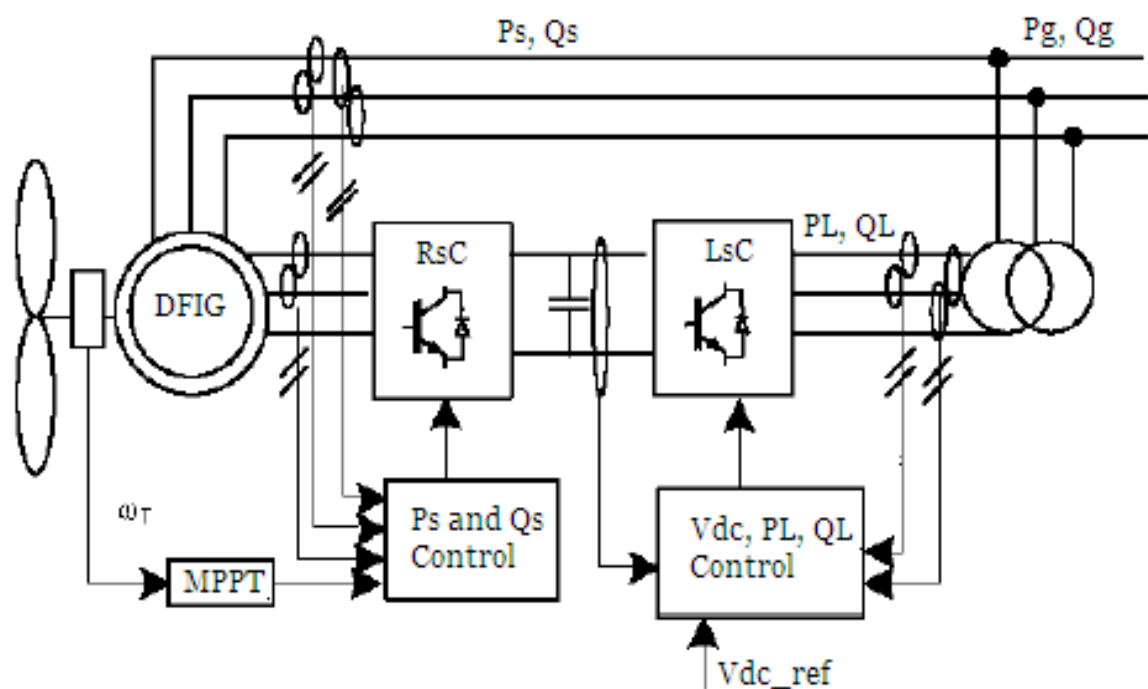 Ps, Qs
Pg, Qg
RsC
LsC
PL, QL
DFIG
ωT
Ps and Qs
Control
Vdc, PL, QL
Control
MPPT
Vdc_ref